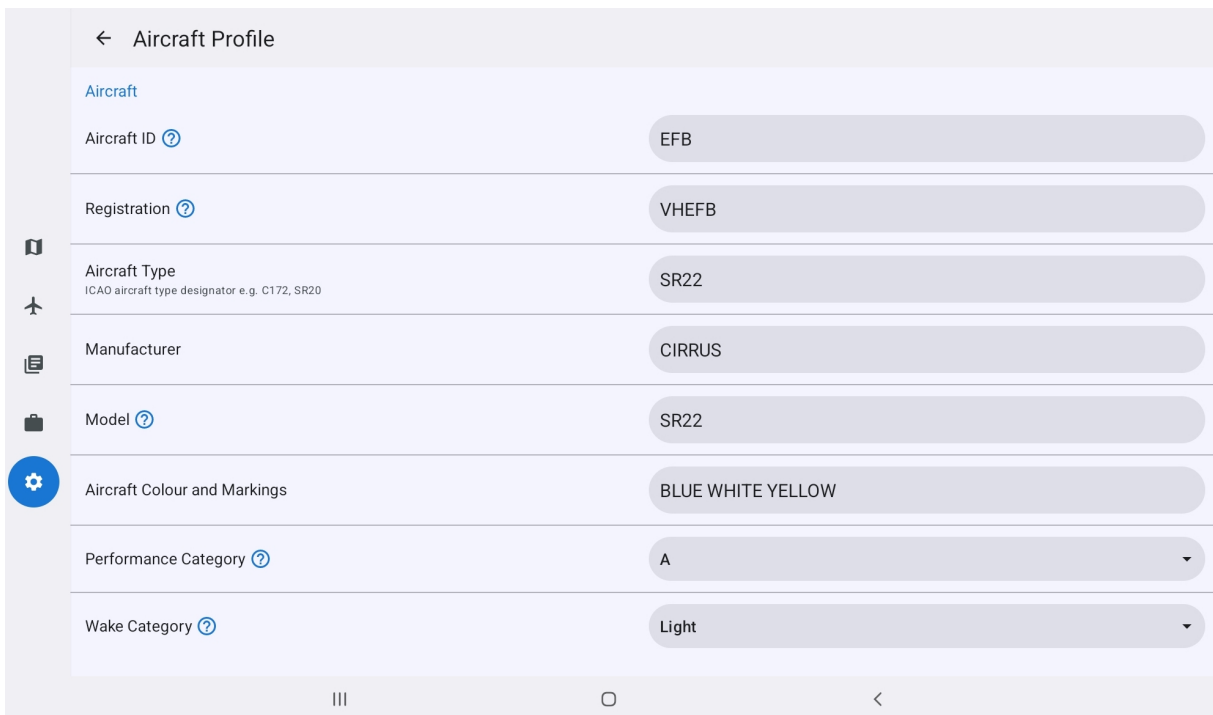 Aircraft Profile
Aircraft
Aircraft ID ?
EFB
Registration ?
VHEFB
Aircraft Type
ICAO aircraft type designator e.g. C172, SR20
SR22
Manufacturer
CIRRUS
Model ?
SR22
Aircraft Colour and Markings
BLUE WHITE YELLOW
Performance Category ?
A
Wake Category ?
Light